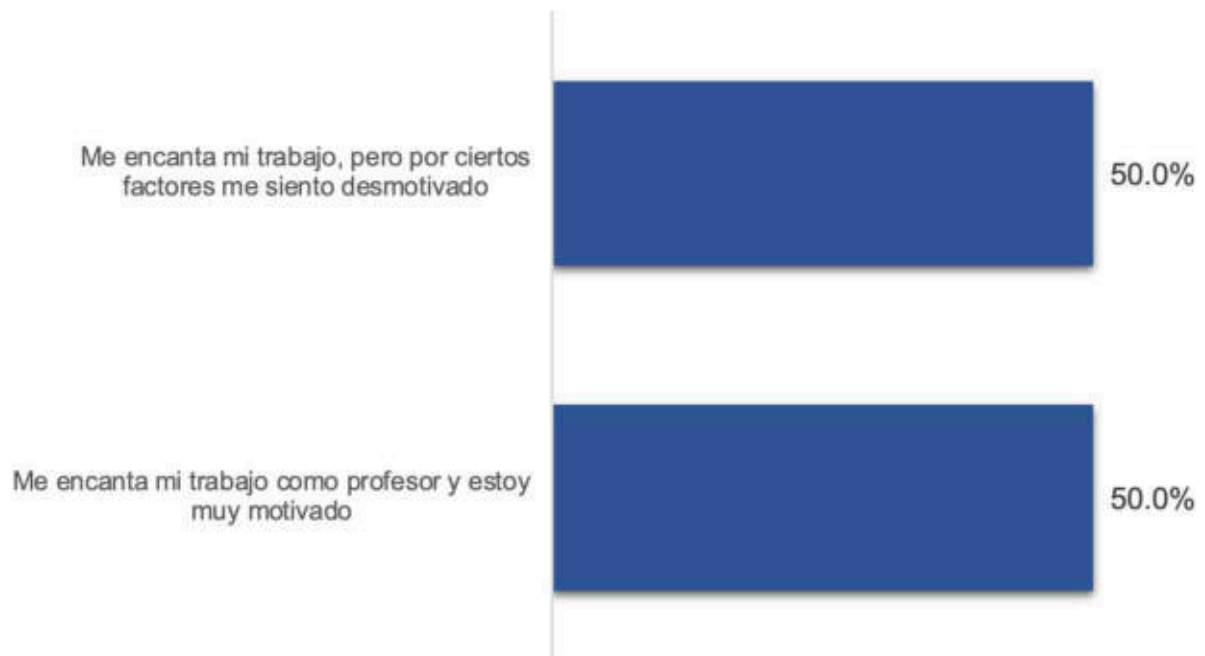 Me encanta mi trabajo, pero por ciertos
factores me siento desmotivado
50.0%
Me encanta mi trabajo como profesor y estoy
muy motivado
50.0%